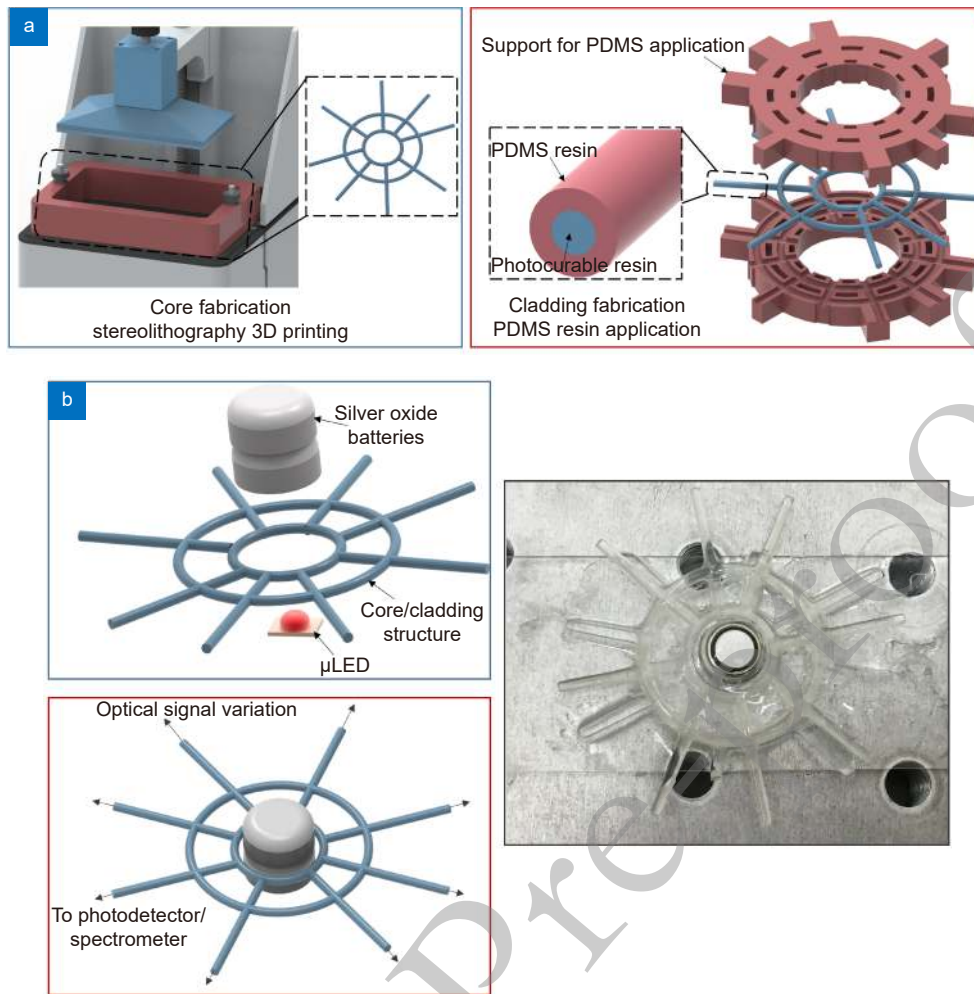 a
Support for PDMS application
PDMS resin
Photocurable resin
Core fabrication
stereolithography 3D printing
Cladding fabrication
PDMS resin application
b
Silver oxide
batteries
Core/cladding
structure
μLED
Optical signal variation
To photodetector/
spectrometer